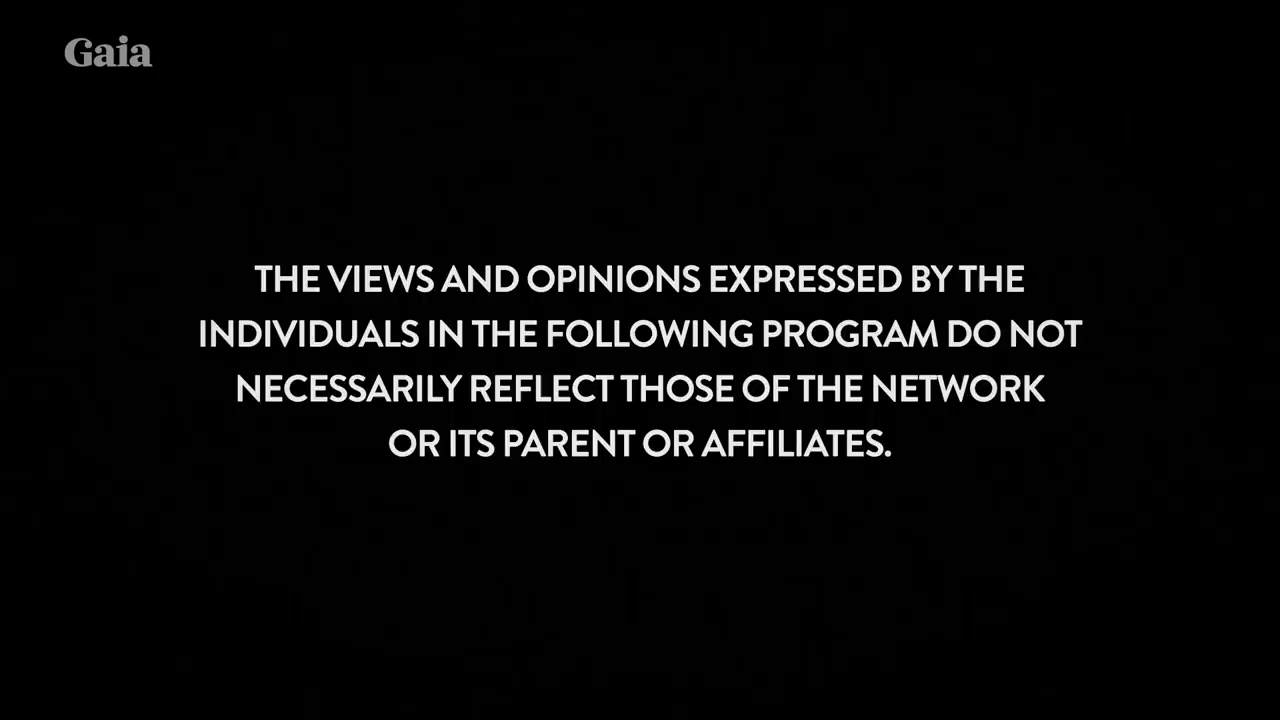 Gaia
THE VIEWS AND OPINIONS EXPRESSED BY THE
INDIVIDUALS IN THE FOLLOWING PROGRAM DO NOT
NECESSARILY REFLECT THOSE OF THE NETWORK
OR ITS PARENT OR AFFILIATES.